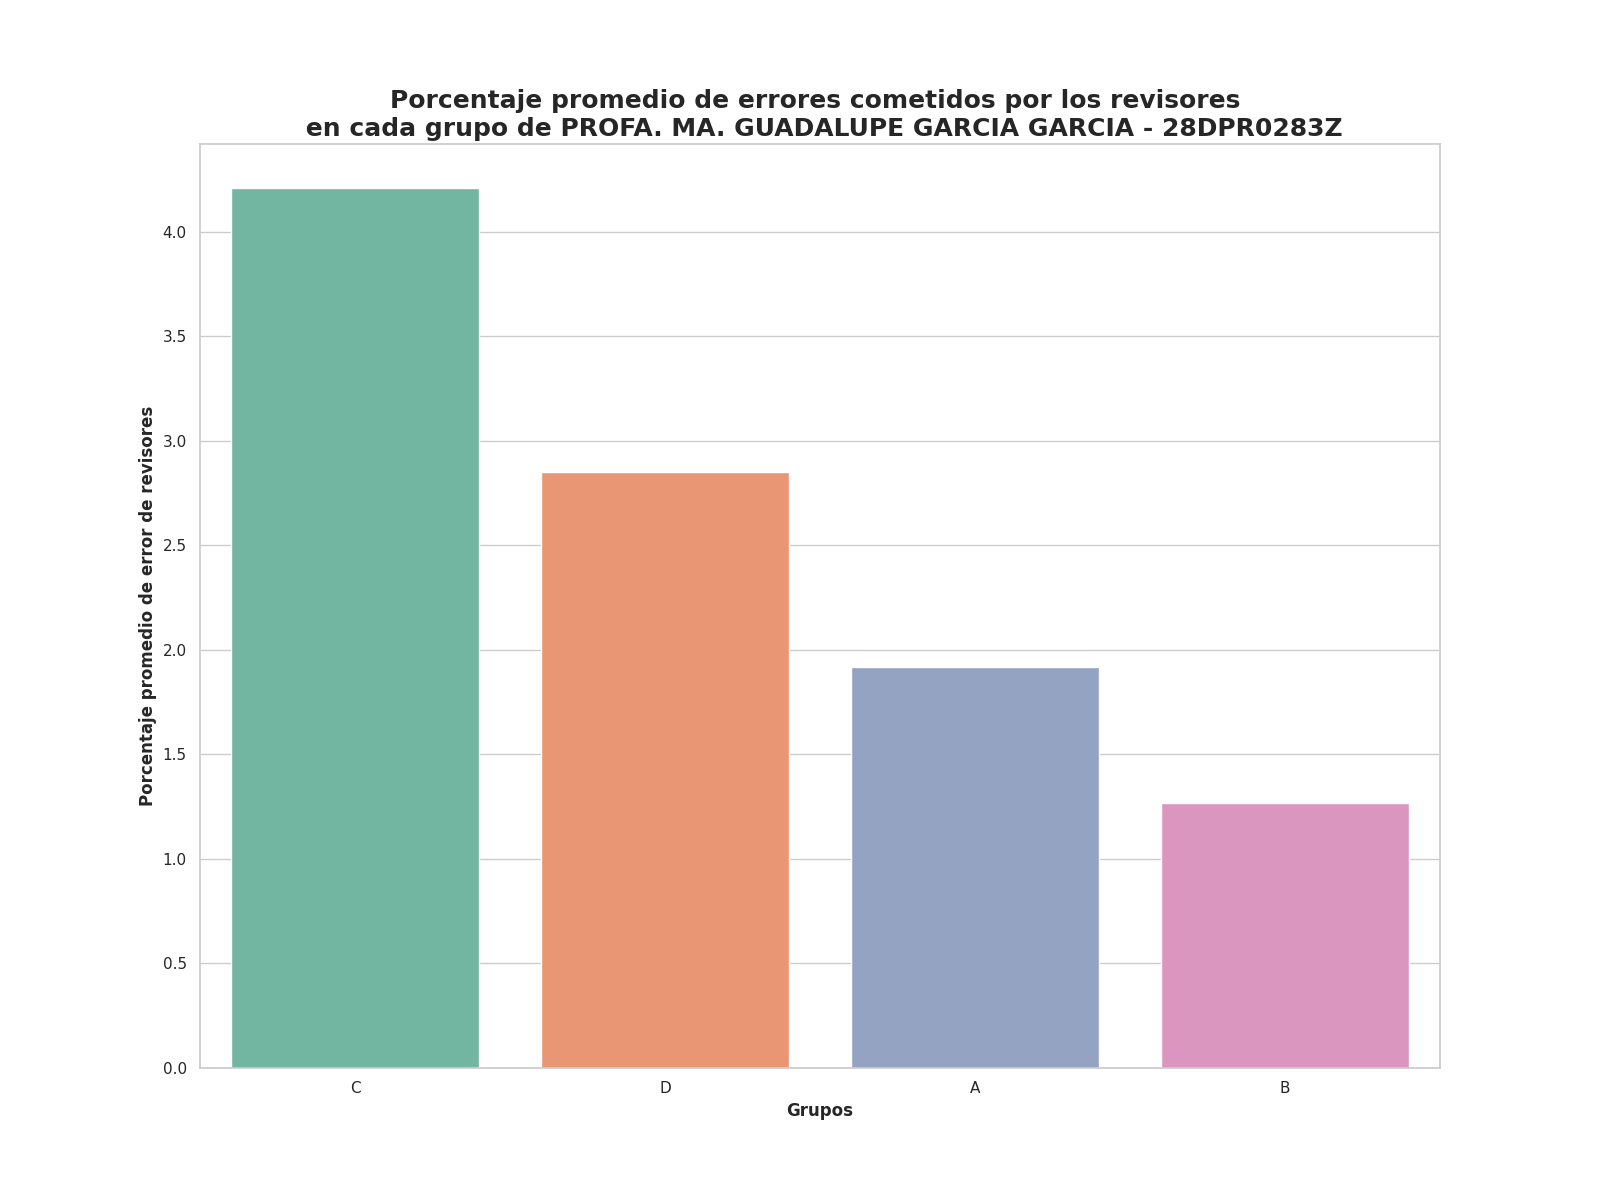 Porcentaje promedio de errores cometidos por los revisores
en cada grupo de PROFA. MA. GUADALUPE GARCIA GARCIA - 28DPR0283Z
Porcentaje promedio de error de revisores
4.0
3.5
3.0
2.5
2.0
1.5
1.0
0.5
0.0
C
D
A
B
Grupos